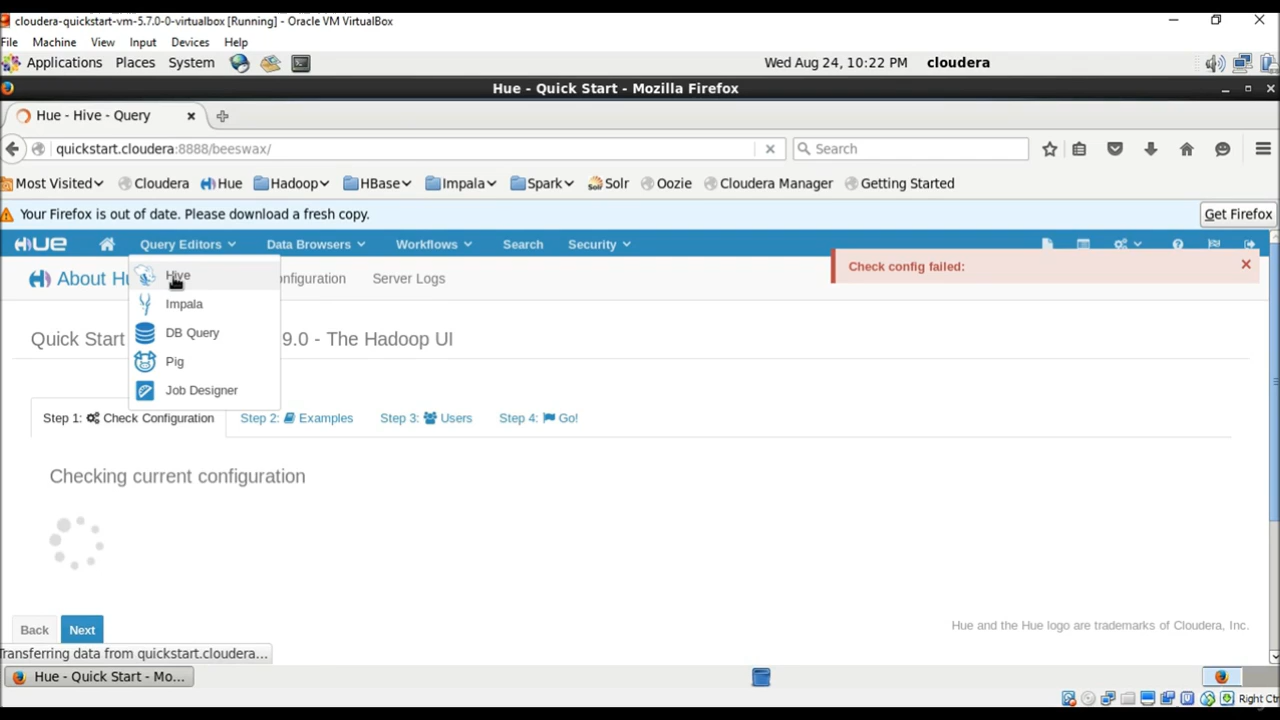 cloudera-quickstart-vm-5.7.0-0-virtualbox [Running] - Oracle VM VirtualBox
File Machine View Input Devices Help
Applications Places System Wed Aug 24, 10:22 PM cloudera
Hue - Quick Start - Mozilla Firefox
Hue - Hive - Query
quickstart.cloudera:8888/beeswax/ Search
Most Visited Cloudera Hue Hadoop HBase Impala Spark Solr Oozie Cloudera Manager Getting Started
Your Firefox is out of date. Please download a fresh copy. Get Firefox
HUE Query Editors Data Browsers Workflows Search Security
Check config failed:
About Hu onfiguration Server Logs
Hive
Impala
DB Query
Pig
Job Designer
Quick Start 9.0 - The Hadoop UI
Step 1: Check Configuration Step 2: Examples Step 3: Users Step 4: Go!
Checking current configuration
Back Next
Hue and the Hue logo are trademarks of Cloudera, Inc.
Transferring data from quickstart.cloudera...
Hue - Quick Start - Mo...
Right Ctr